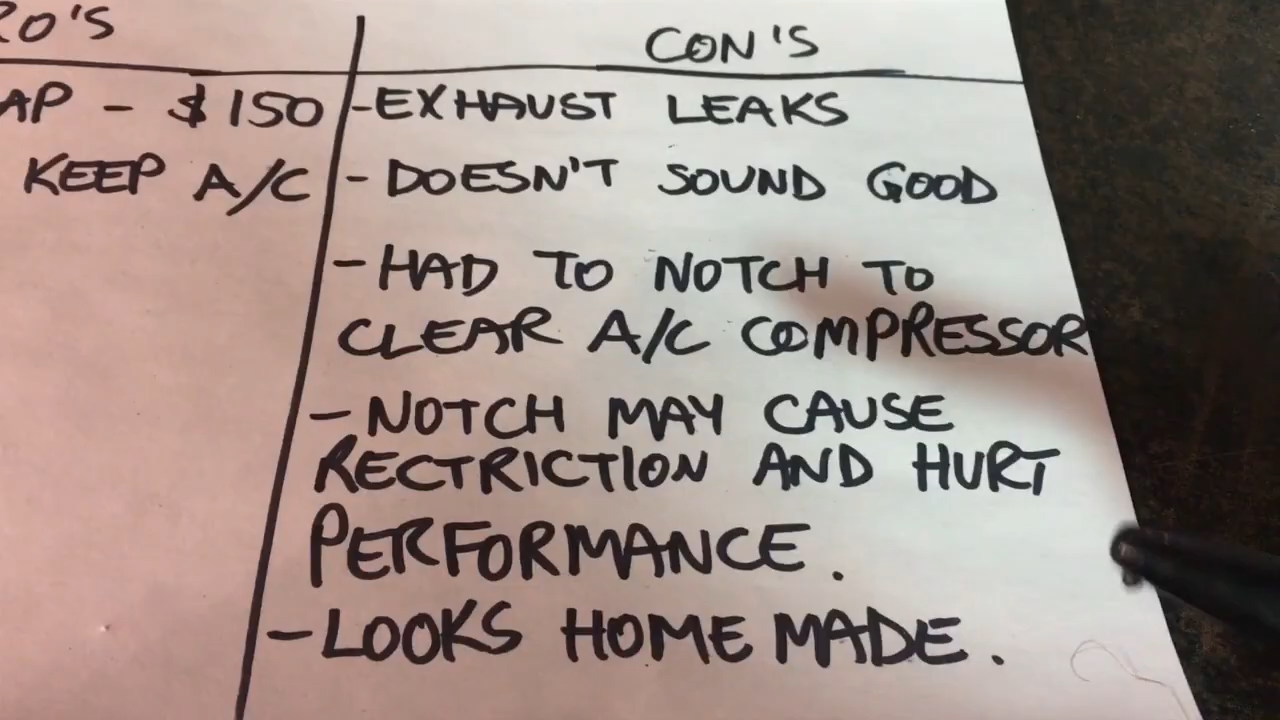 RO'S CON'S
AP - $150 -EXHAUST LEAKS
KEEP A/C - DOESN'T SOUND GOOD
- HAD TO NOTCH TO
CLEAR A/C COMPRESSOR
- NOTCH MAY CAUSE
RECTRICTION AND HURT
PERFORMANCE.
- LOOKS HOME MADE.